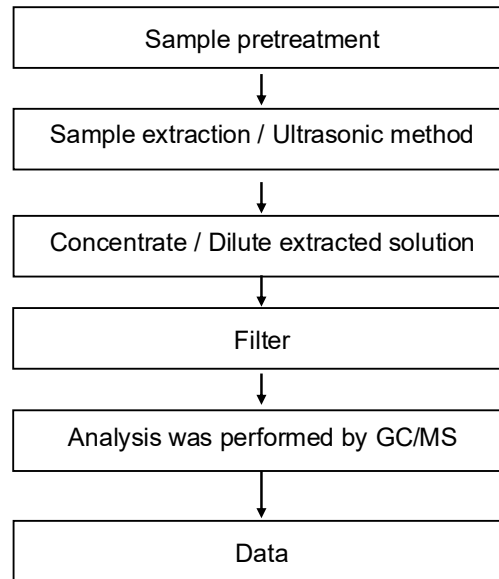 Sample pretreatment
Sample extraction / Ultrasonic method
Concentrate / Dilute extracted solution
Filter
Analysis was performed by GC/MS
Data